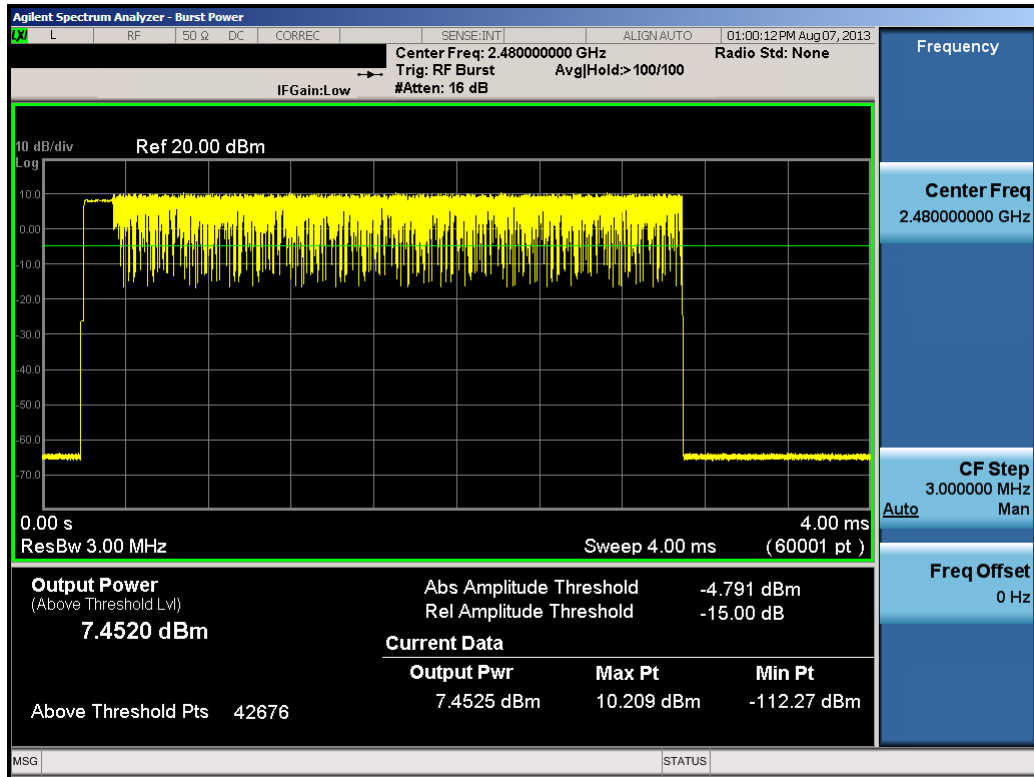 Agilent Spectrum Analyzer - Burst Power
LXI L RF 50 Ω DC CORREC SENSE:INT ALIGN AUTO 01:00:12 PM Aug 07, 2013
Center Freq: 2.480000000 GHz Radio Std: None
Trig: RF Burst Avg|Hold:> 100/100
IFGain:Low #Atten: 16 dB
10 dB/div Ref 20.00 dBm
Log
10.0
0.00
-10.0
-20.0
-30.0
-40.0
-50.0
-60.0
-70.0
0.00 s 4.00 ms
ResBw 3.00 MHz Sweep 4.00 ms (60001 pt )
Output Power
(Above Threshold Lvl)
7.4520 dBm
Above Threshold Pts 42676
Abs Amplitude Threshold -4.791 dBm
Rel Amplitude Threshold -15.00 dB
Current Data
Output Pwr Max Pt Min Pt
7.4525 dBm 10.209 dBm -112.27 dBm
MSG STATUS
Frequency
Center Freq
2.480000000 GHz
CF Step
3.000000 MHz
Auto Man
Freq Offset
0 Hz